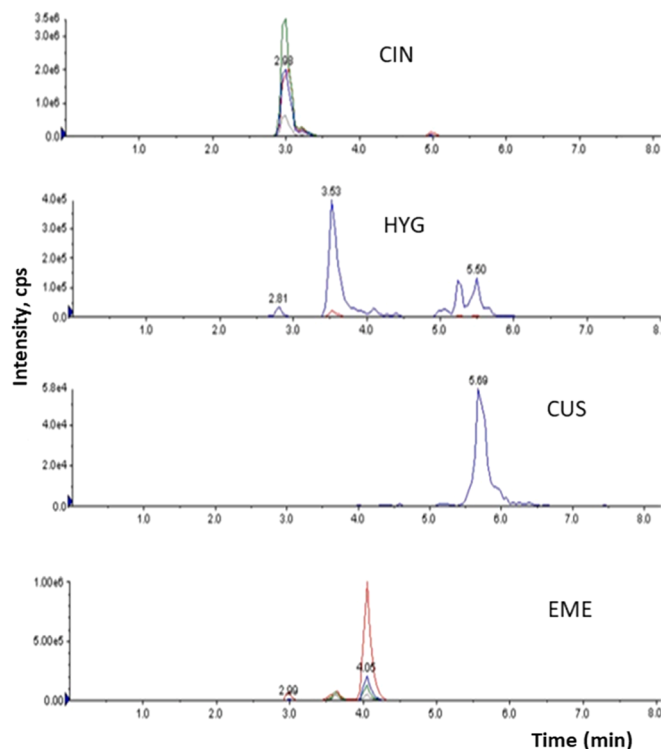 3.5e6
CIN
2.98
2.0e6
1.0e6
0.0
1.0 2.0 3.0 4.0 5.0 6.0 7.0 8.0
4.0e5
3.53
HYG
3.0e5
2.0e5
5.50
1.0e5
2.81
0.0
1.0 2.0 3.0 4.0 5.0 6.0 7.0 8.
Intensity, cps
5.8e4
5.69
CUS
4.0e4
2.0e4
0.0
1.0 2.0 3.0 4.0 5.0 6.0 7.0 8.0
1.00e6
EME
5.00e5
4.05
2.99
0.00
1.0 2.0 3.0 4.0 5.0 6.0 7.0 8.0
Time (min)